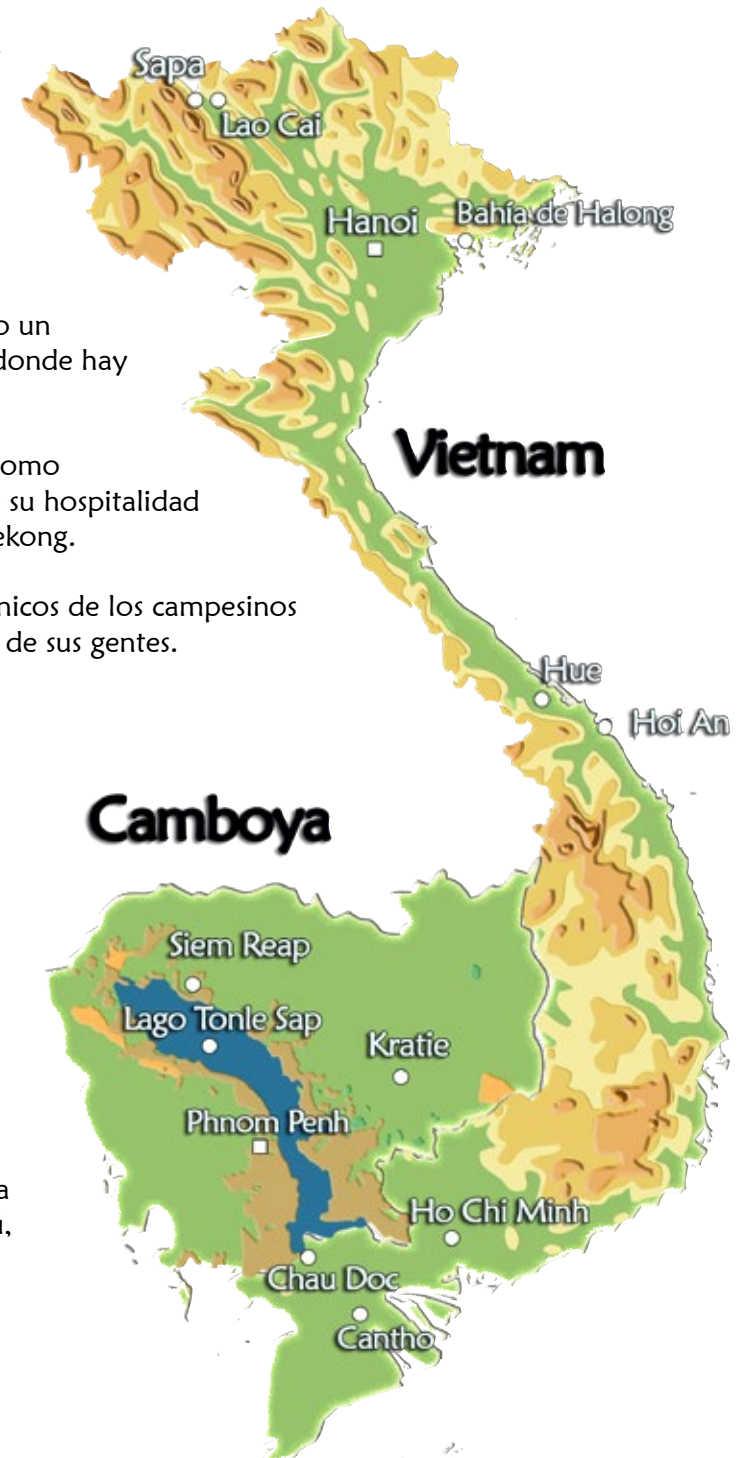 Sapa
Lao Cai
Hanoi
Bahía de Halong
un
donde hay
Vietnam
omo
su hospitalidad
ekong.
nicos de los campesinos
de sus gentes.
Hue
Hoi An
Camboya
Siem Reap
Lago Tonle Sap
Kratie
Phnom Penh
a
Ho Chi Minh
Chau Doc
Cantho